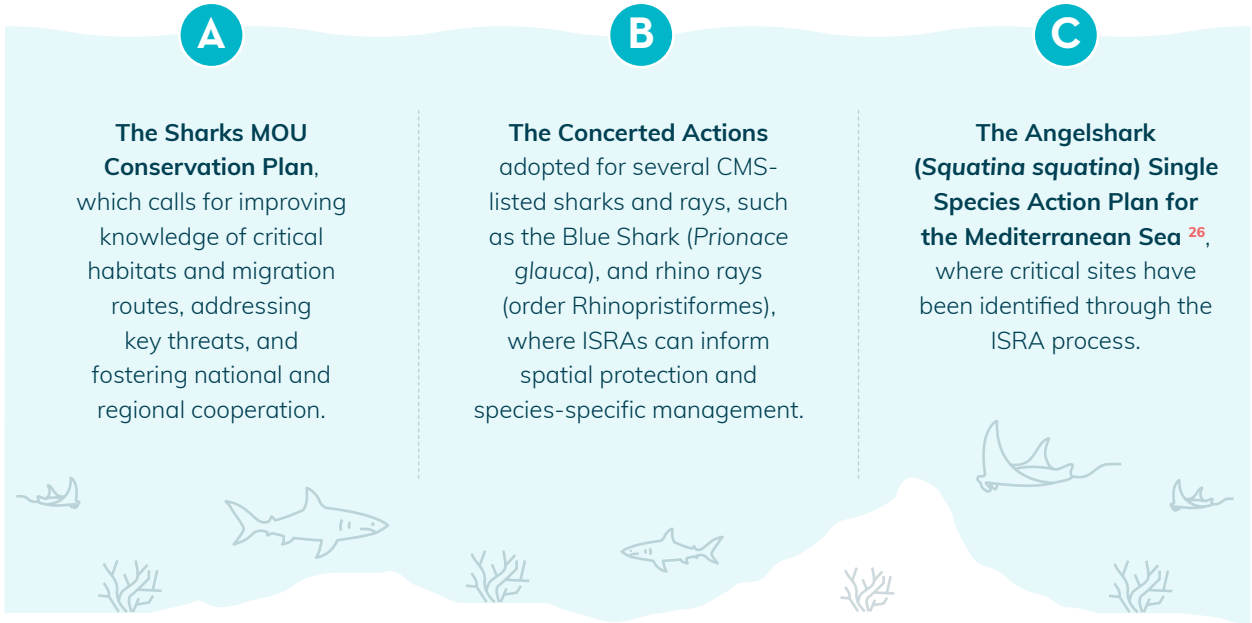 A
The Sharks MOU
Conservation Plan,
which calls for improving
knowledge of critical
habitats and migration
routes, addressing
key threats, and
fostering national and
regional cooperation.
B
The Concerted Actions
adopted for several CMS-
listed sharks and rays, such
as the Blue Shark (Prionace
glauca), and rhino rays
(order Rhinopristiformes),
where ISRAs can inform
spatial protection and
species-specific management.
C
The Angelshark
(Squatina squatina) Single
Species Action Plan for
the Mediterranean Sea 26,
where critical sites have
been identified through the
ISRA process.